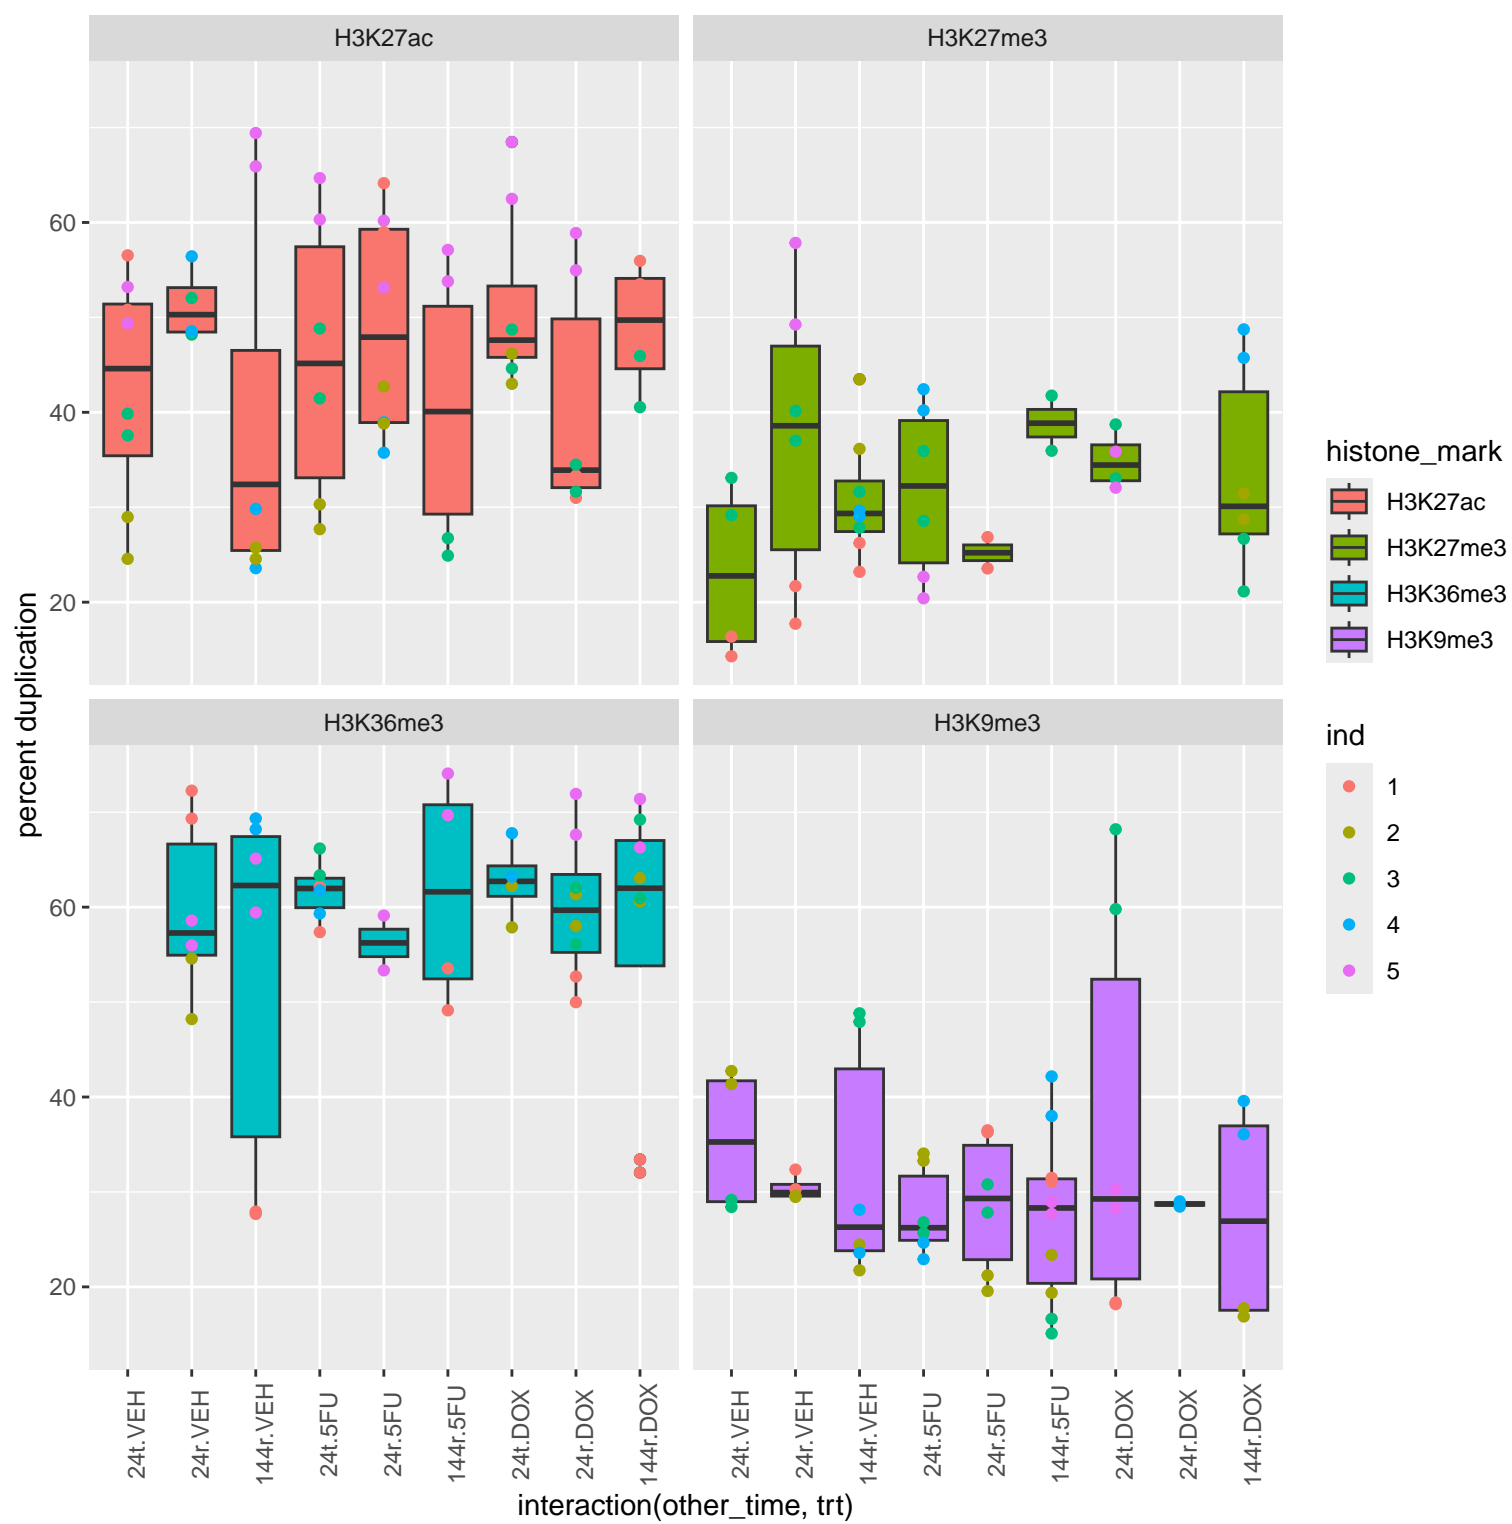 H3K27ac
H3K27me3
60
40
20
H3K36me3
H3K9me3
60
40
20
percent duplication
24t.VEH
24r.VEH
144r.VEH
24t.5FU
24r.5FU
144r.5FU
24t.DOX
24r.DOX
144r.DOX
24t.VEH
24r.VEH
144r.VEH
24t.5FU
24r.5FU
144r.5FU
24t.DOX
24r.DOX
144r.DOX
interaction(other_time, trt)
histone_mark
H3K27ac
H3K27me3
H3K36me3
H3K9me3
ind
1
2
3
4
5